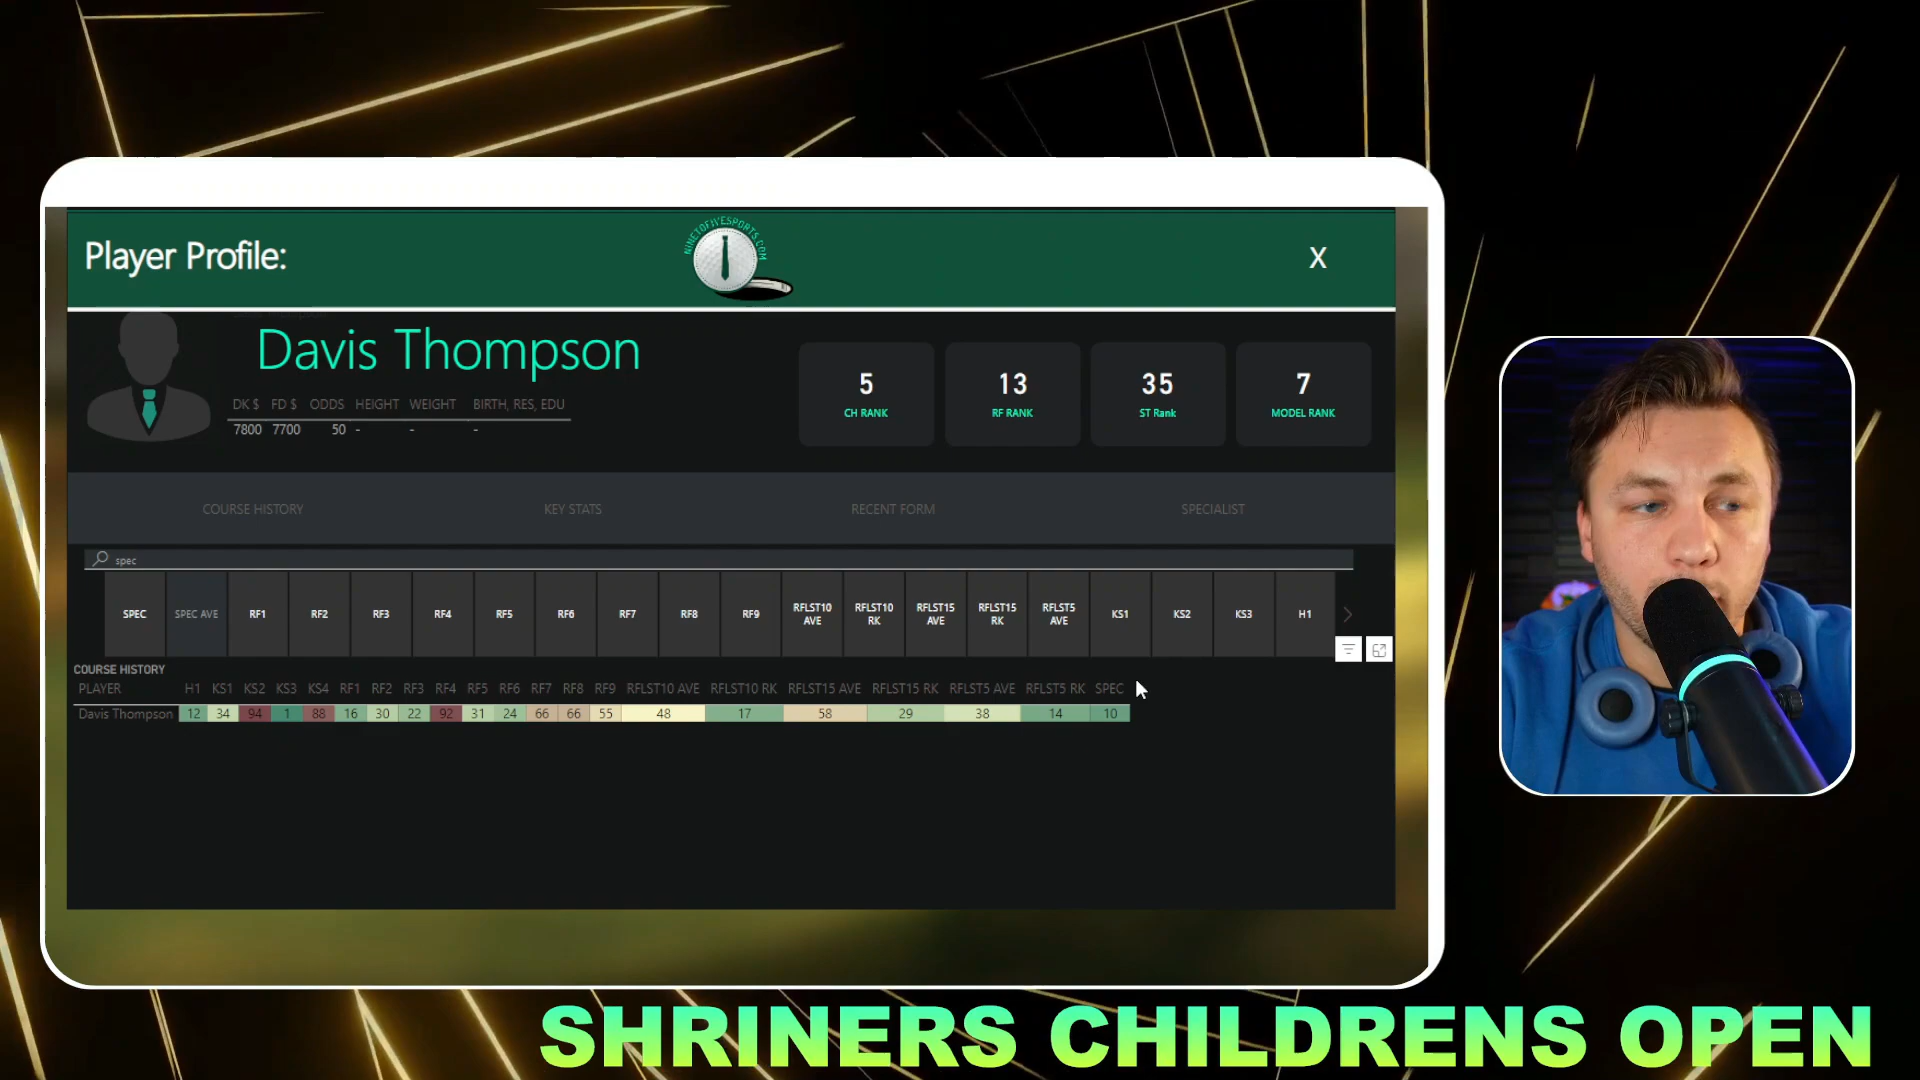 NINETOFIVESPORTS.COM
Player Profile:
X
Davis Thompson
DK $ FD $ ODDS HEIGHT WEIGHT BIRTH, RES, EDU
7800 7700 50 - - -
5 13 35 7
CH RANK RF RANK ST Rank MODEL RANK
COURSE HISTORY KEY STATS RECENT FORM SPECIALIST
spec
SPEC SPEC AVE RF1 RF2 RF3 RF4 RF5 RF6 RF7 RF8 RF9 RFLST10 AVE RFLST10 RK RFLST15 AVE RFLST15 RK RFLST5 AVE KS1 KS2 KS3 H1
COURSE HISTORY
PLAYER H1 KS1 KS2 KS3 KS4 RF1 RF2 RF3 RF4 RF5 RF6 RF7 RF8 RF9 RFLST10 AVE RFLST10 RK RFLST15 AVE RFLST15 RK RFLST5 AVE RFLST5 RK SPEC
Davis Thompson 12 34 94 1 88 16 30 22 92 31 24 66 66 55 48 17 58 29 38 14 10
SHRINERS CHILDRENS OPEN